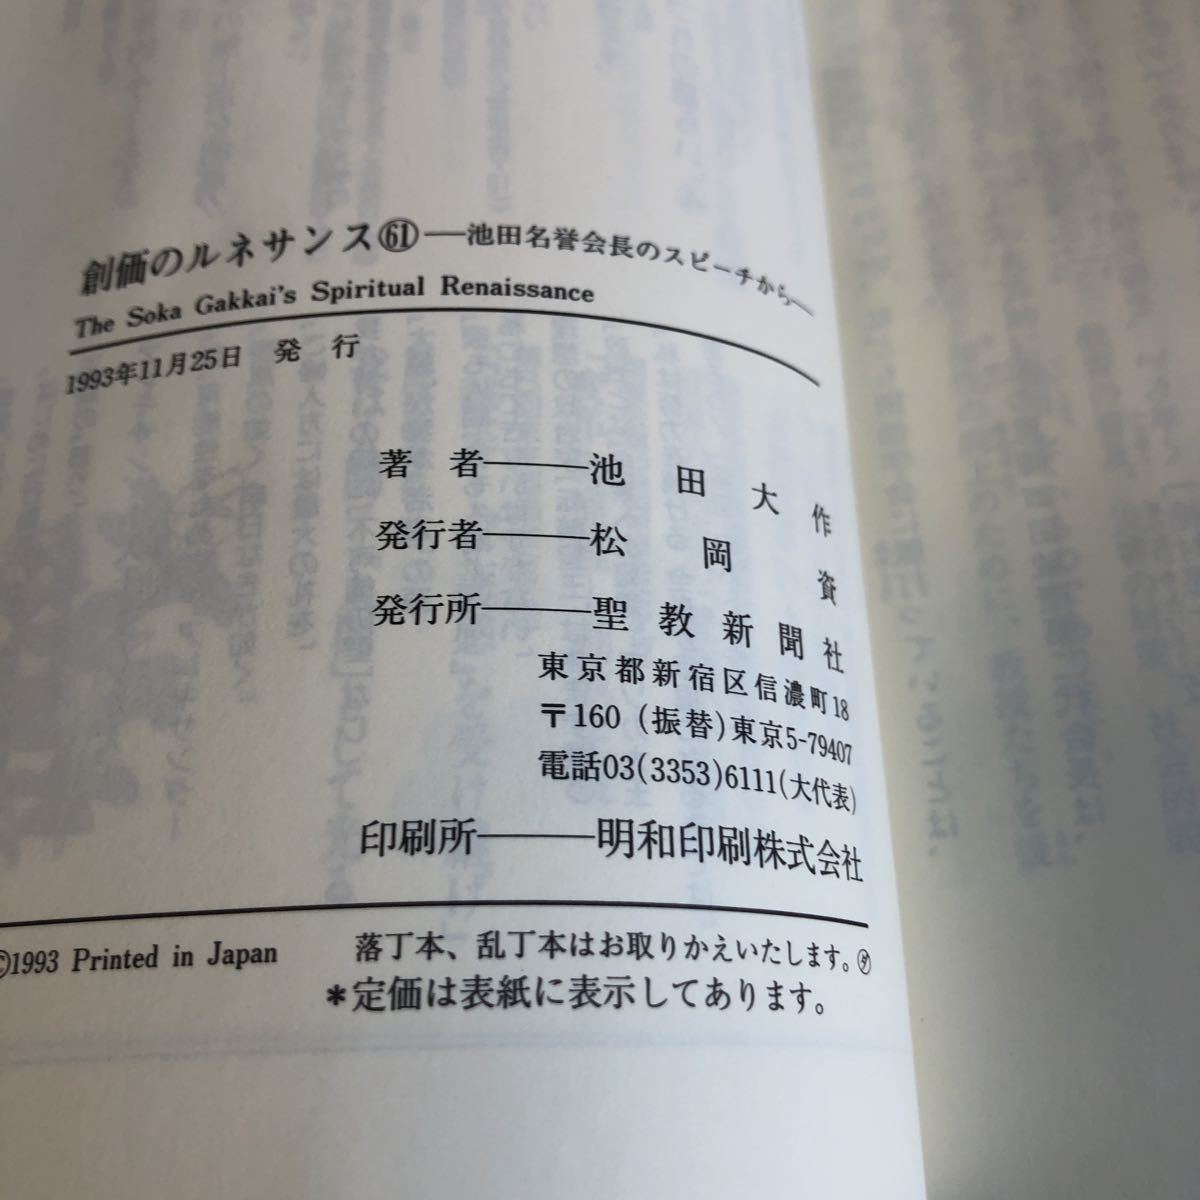 創価のルネサンス㉛—池田名誉会長のスピーチから—
The Soka Gakkai's Spiritual Renaissance
1993年11月25日 発 行
著 者———池 田 大 作
発行者———松 岡 資
発行所———聖 教 新 聞 社
東京都新宿区信濃町18
〒160 (振替)東京5-79407
電話03(3353)6111(大代表)
印刷所———明和印刷株式会社
©1993 Printed in Japan 落丁本、乱丁本はお取りかえいたします。㋟
*定価は表紙に表示してあります。